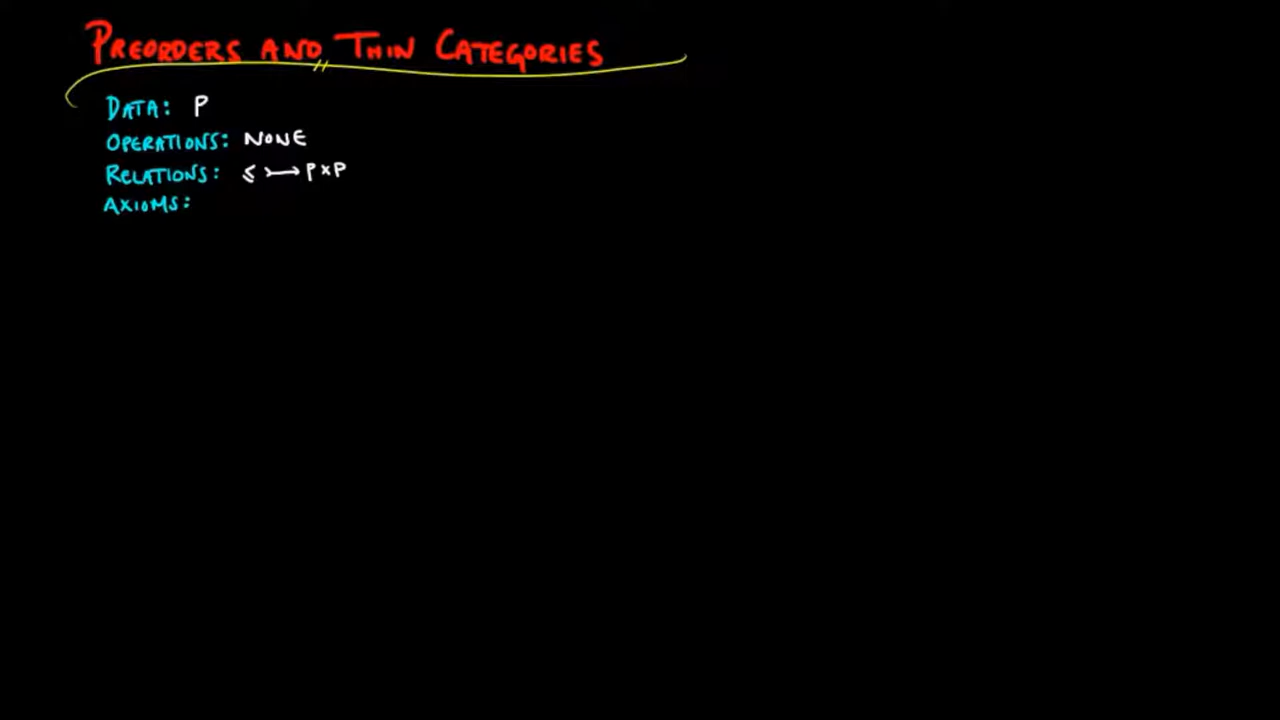 PREORDERS AND THIN CATEGORIES
DATA: P
OPERATIONS: NONE
RELATIONS: ≤ ↣ P×P
AXIOMS: